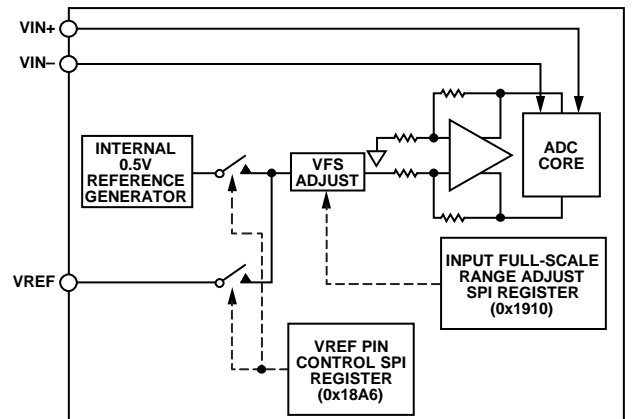 VIN+
VIN–
INTERNAL
0.5V
REFERENCE
GENERATOR
VFS
ADJUST
ADC
CORE
VREF
INPUT FULL-SCALE
RANGE ADJUST
SPI REGISTER
(0x1910)
VREF PIN
CONTROL SPI
REGISTER
(0x18A6)